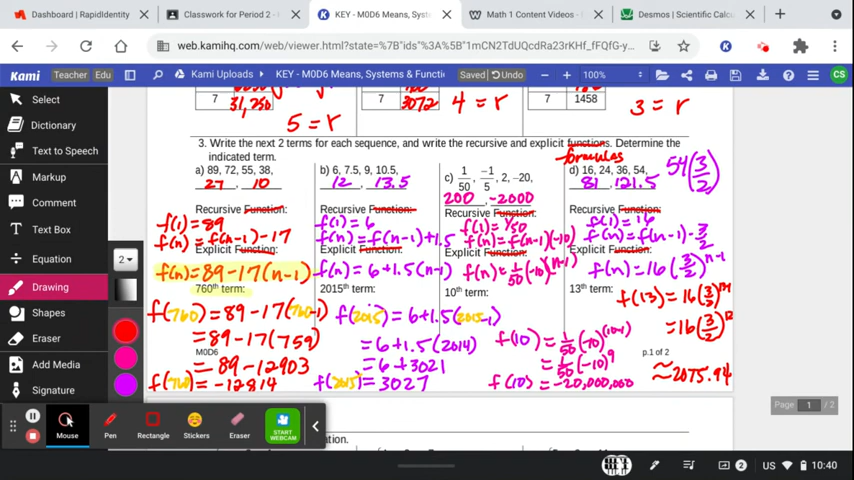 Dashboard | RapidIdentity
Classwork for Period 2 -
KEY - M0D6 Means, Syste
Math 1 Content Videos -
Desmos | Scientific Calcu
web.kamihq.com/web/viewer.html?state=%7B"ids"%3A%5B"1mCN2TdUQcdRa23rKHf_fFQfG-y...
Kami Teacher Edu
Kami Uploads > KEY - M0D6 Means, Systems & Functio
Saved Undo
100%
CS
Select
Dictionary
Text to Speech
Markup
Comment
Text Box
Equation
Drawing
Shapes
Eraser
Add Media
Signature
2
7 31,250
7 3072
7 1458
5 = r
4 = r
3 = r
3. Write the next 2 terms for each sequence, and write the recursive and explicit functions. Determine the
formulas
indicated term.
a) 89, 72, 55, 38,
27, 10
Recursive Function:
f(1) = 89
f(n) = f(n-1) - 17
Explicit Function:
f(n) = 89 - 17(n-1)
760th term:
f(760) = 89 - 17(760-1)
= 89 - 17(759)
= 89 - 12903
f(760) = -12814
b) 6, 7.5, 9, 10.5,
12, 13.5
Recursive Function:
f(1) = 6
f(n) = f(n-1) + 1.5
Explicit Function:
f(n) = 6 + 1.5(n-1)
2015th term:
f(2015) = 6 + 1.5(2015-1)
= 6 + 1.5(2014)
= 6 + 3021
f(2015) = 3027
c) 1/50, -1/5, 2, -20,
200, -2000
Recursive Function:
f(1) = 1/50
f(n) = f(n-1)(-10)
Explicit Function:
f(n) = 1/50 (-10)^(n-1)
10th term:
f(10) = 1/50 (-10)^(10-1)
= 1/50 (-10)^9
f(10) = -20,000,000
d) 16, 24, 36, 54,
81, 121.5
54(3/2)
Recursive Function:
f(1) = 16
f(n) = f(n-1) · 3/2
Explicit Function:
f(n) = 16(3/2)^n-1
13th term:
f(13) = 16(3/2)^13-1
= 16(3/2)^12
≈ 2075.94
M0D6
p.1 of 2
Page 1 / 2
Mouse
Pen
Rectangle
Stickers
Eraser
START WEBCAM
KEY
2
US
10:40